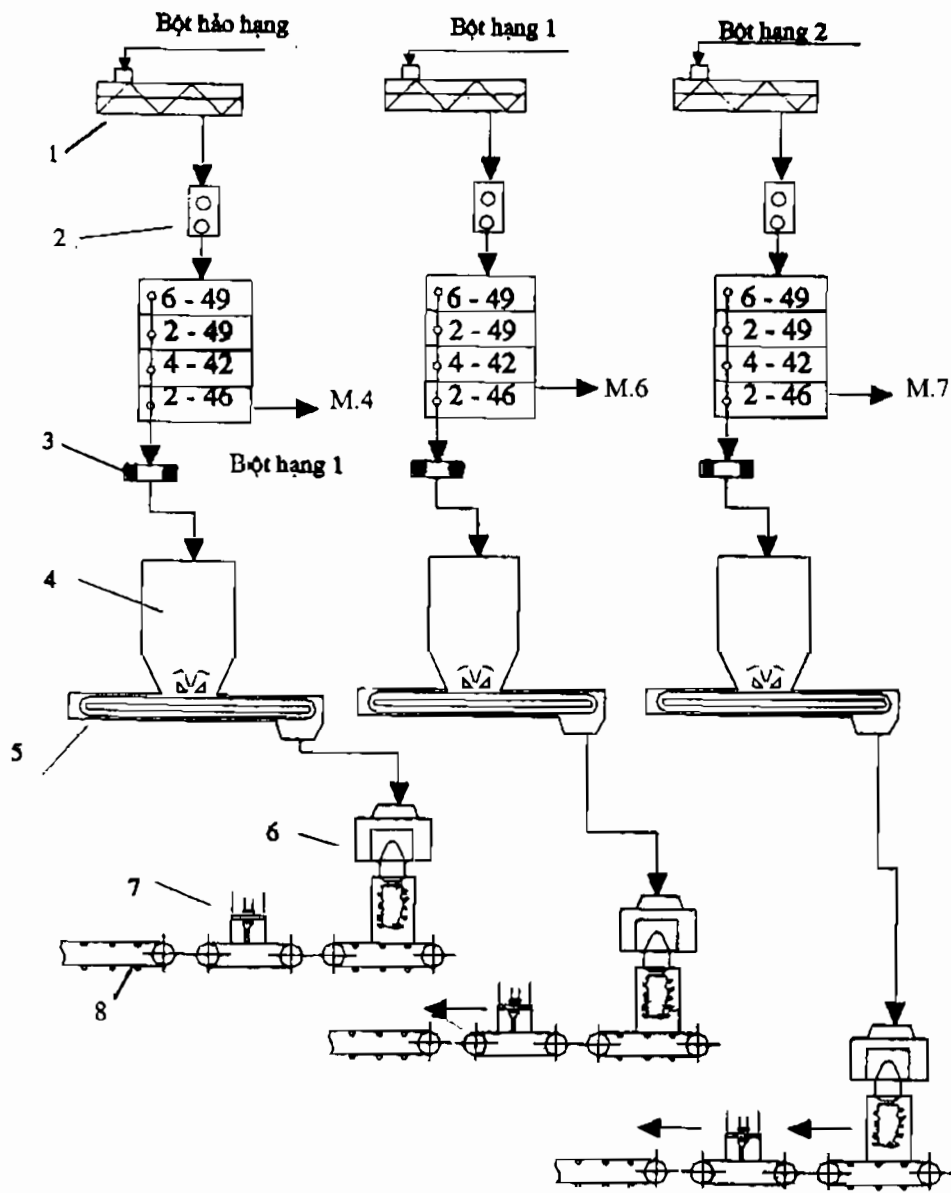 Bột hảo hạng
Bột hạng 1
Bột hạng 2
1
2
6 - 49
2 - 49
4 - 42
2 - 46
M.4
6 - 49
2 - 49
4 - 42
2 - 46
M.6
6 - 49
2 - 49
4 - 42
2 - 46
M.7
3
Bột hạng 1
4
5
6
7
8